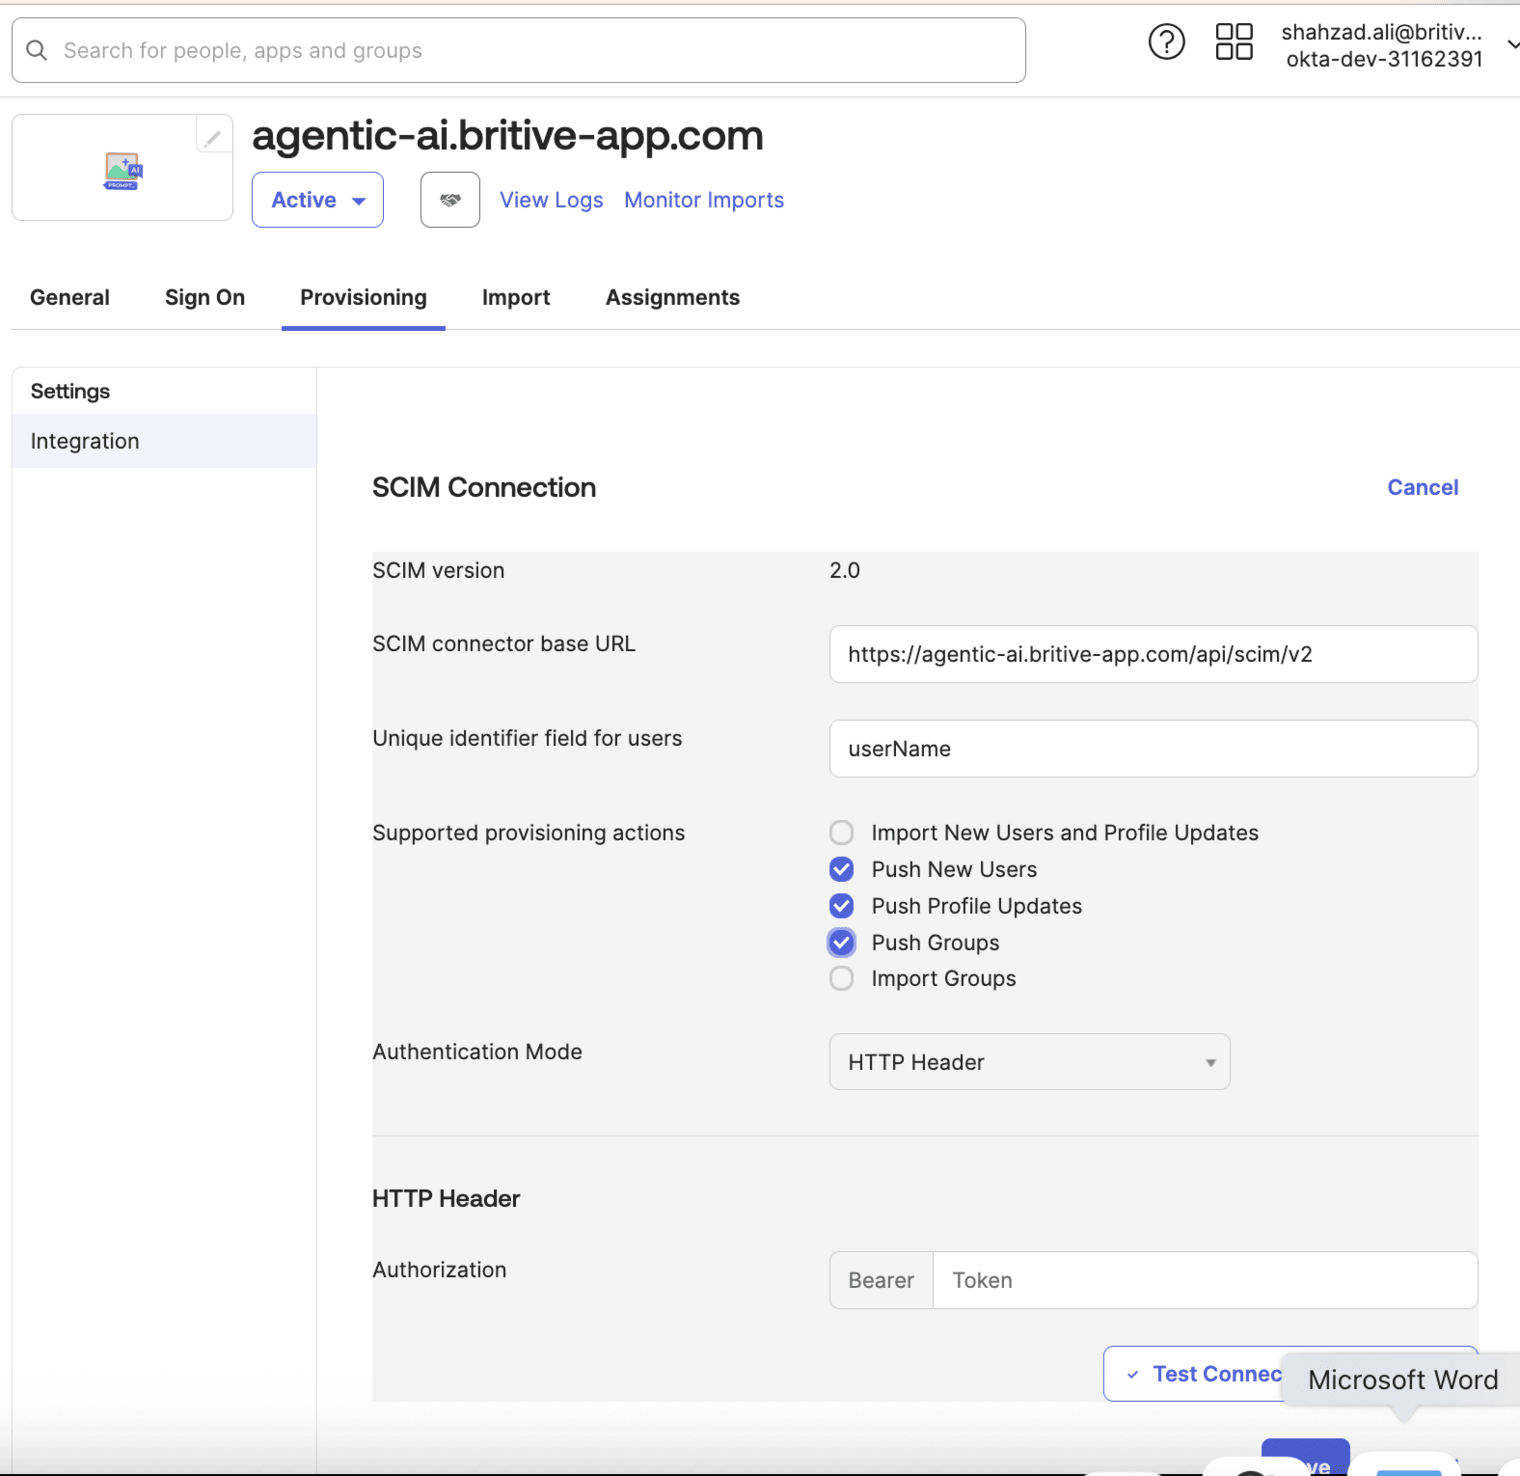 Search for people, apps and groups
shahzad.ali@britiv...
okta-dev-31162391
AI
PROMPT..
agentic-ai.britive-app.com
Active
View Logs
Monitor Imports
General
Sign On
Provisioning
Import
Assignments
Settings
Integration
SCIM Connection
Cancel
SCIM version
2.0
SCIM connector base URL
https://agentic-ai.britive-app.com/api/scim/v2
Unique identifier field for users
userName
Supported provisioning actions
Import New Users and Profile Updates
Push New Users
Push Profile Updates
Push Groups
Import Groups
Authentication Mode
HTTP Header
HTTP Header
Authorization
Bearer
Token
Test Connec
Microsoft Word